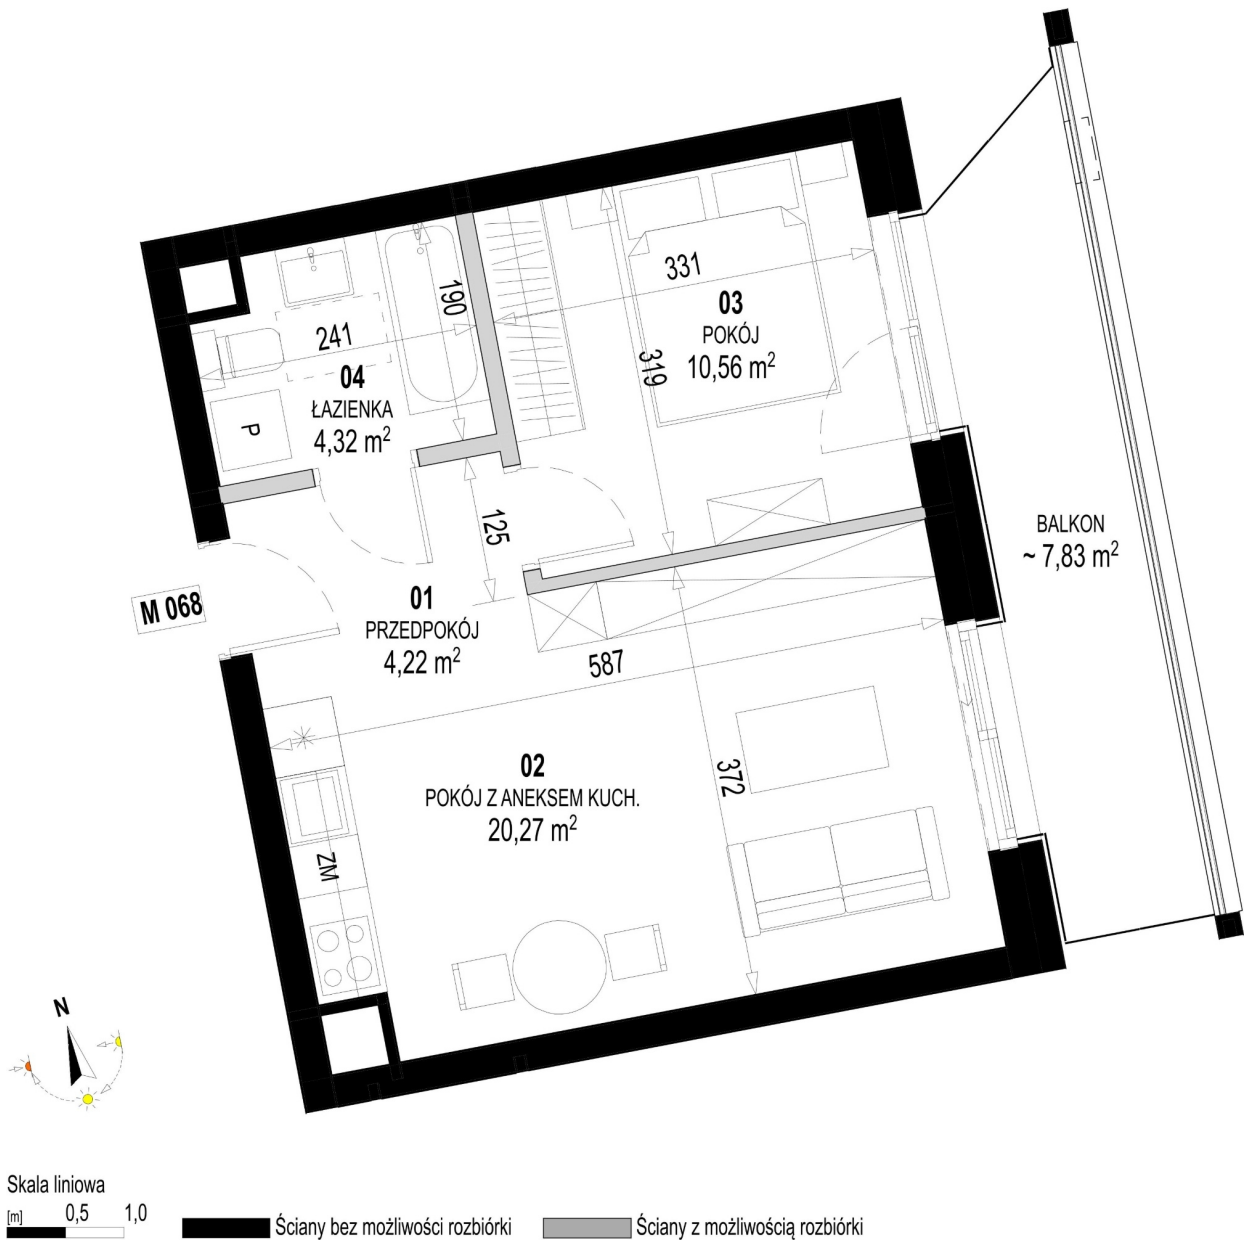 331
03
POKÓJ
10,56 m²
190
241
319
04
ŁAZIENKA
4,32 m²
P
125
BALKON
~ 7,83 m²
M 068
01
PRZEDPOKÓJ
4,22 m²
587
02
POKÓJ Z ANEKSEM KUCH.
20,27 m²
372
ZM
N
Skala liniowa
[m] 0,5 1,0
Ściany bez możliwości rozbiórki
Ściany z możliwością rozbiórki